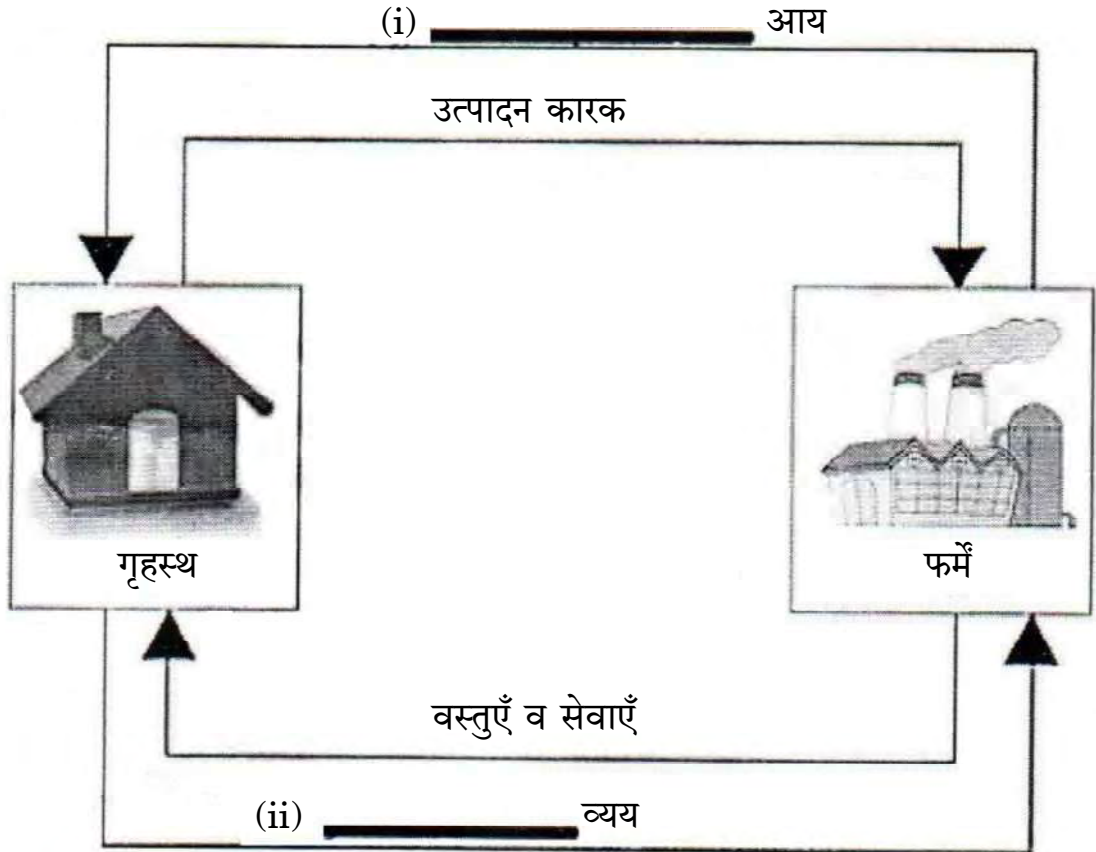 (i) आय
उत्पादन कारक
गृहस्थ
फर्में
वस्तुएँ व सेवाएँ
(ii) व्यय